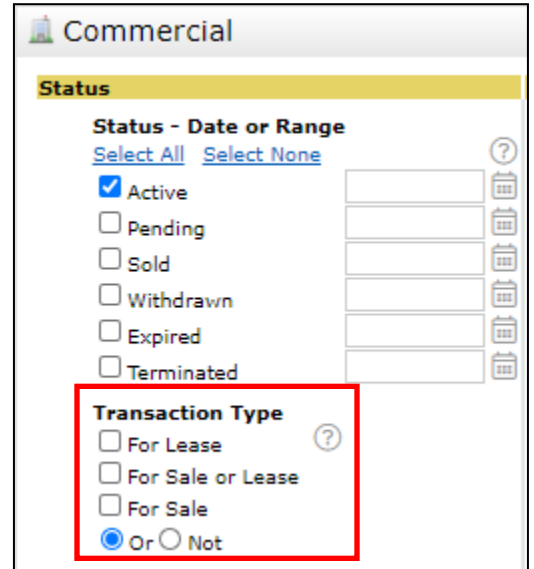 Commercial
Status
Status - Date or Range
Select All Select None
?
Active
Pending
Sold
Withdrawn
Expired
Terminated
Transaction Type
?
For Lease
For Sale or Lease
For Sale
Or Not